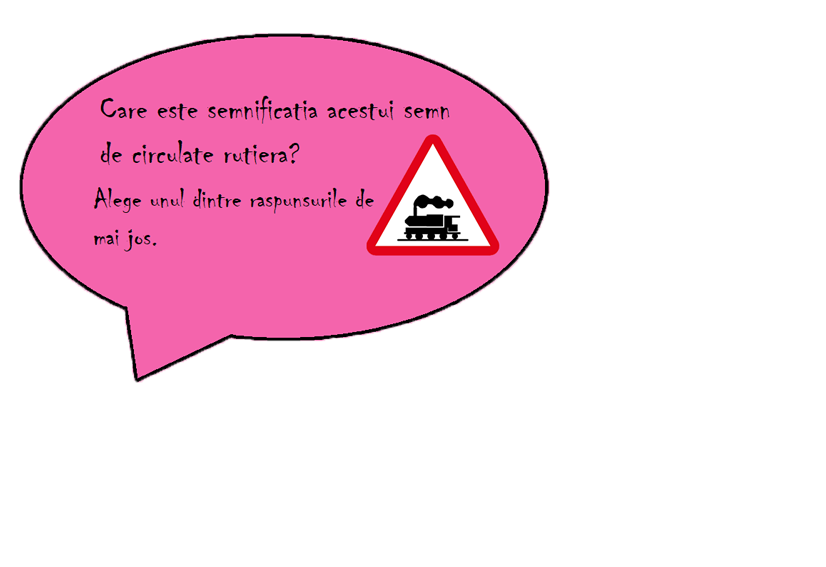 Care este semnificatia acestui semn
de circulate rutiera?
Alege unul dintre raspunsurile de
mai jos.